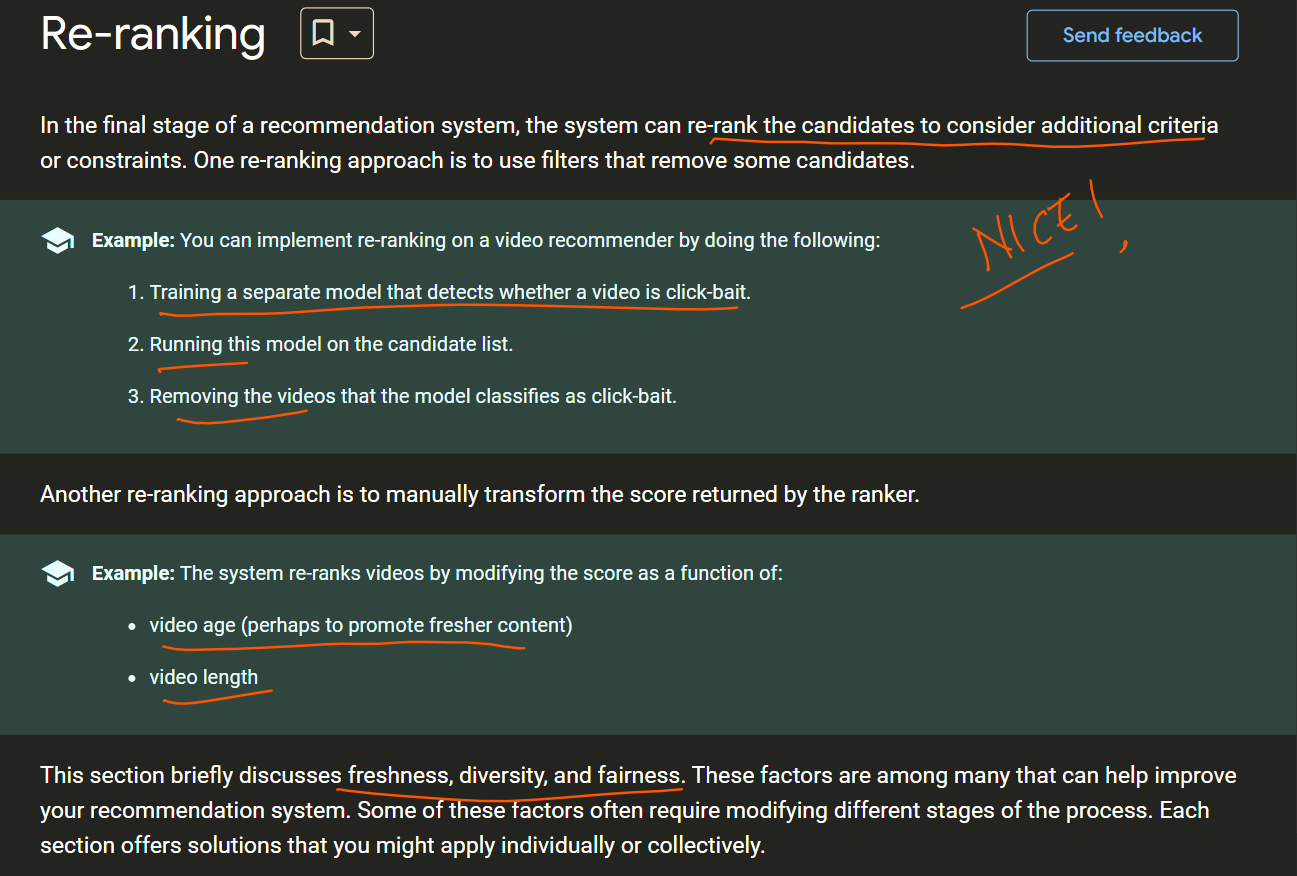 Re-ranking
Send feedback
In the final stage of a recommendation system, the system can re-rank the candidates to consider additional criteria
or constraints. One re-ranking approach is to use filters that remove some candidates.
Example: You can implement re-ranking on a video recommender by doing the following:
NICE!
1. Training a separate model that detects whether a video is click-bait.
2. Running this model on the candidate list.
3. Removing the videos that the model classifies as click-bait.
Another re-ranking approach is to manually transform the score returned by the ranker.
Example: The system re-ranks videos by modifying the score as a function of:
• video age (perhaps to promote fresher content)
• video length
This section briefly discusses freshness, diversity, and fairness. These factors are among many that can help improve
your recommendation system. Some of these factors often require modifying different stages of the process. Each
section offers solutions that you might apply individually or collectively.